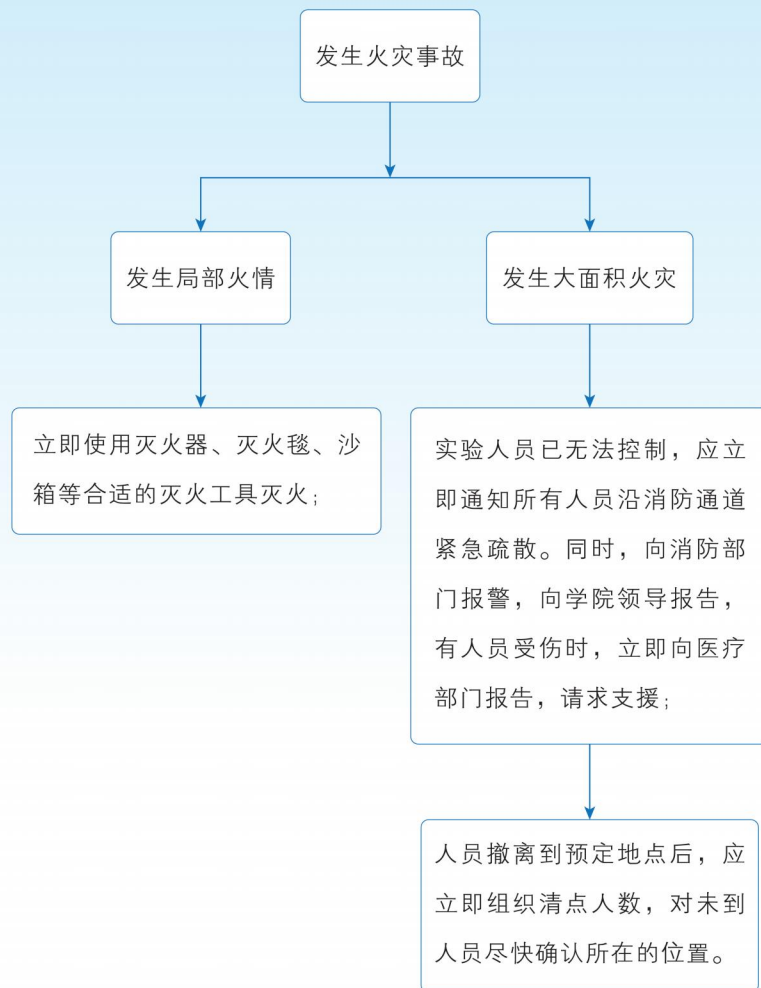 发生火灾事故
发生局部火情
发生大面积火灾
立即使用灭火器、灭火毯、沙
箱等合适的灭火工具灭火;
实验人员已无法控制，应立
即通知所有人员沿消防通道
紧急疏散。同时，向消防部
门报警，向学院领导报告，
有人员受伤时，立即向医疗
部门报告，请求支援;
人员撤离到预定地点后，应
立即组织清点人数，对未到
人员尽快确认所在的位置。